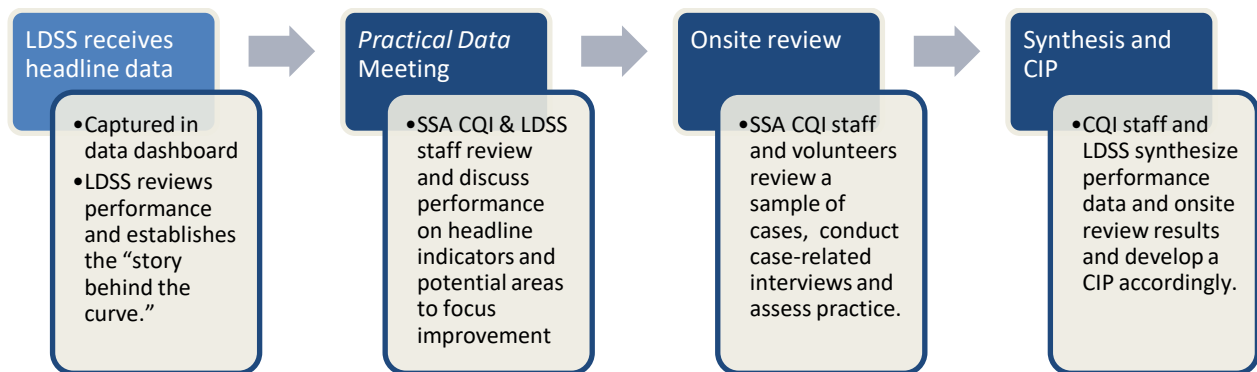 LDSS receives
headline data
•Captured in
data dashboard
•LDSS reviews
performance
and establishes
the “story
behind the
curve.”
Practical Data
Meeting
•SSA CQI & LDSS
staff review
and discuss
performance
on headline
indicators and
potential areas
to focus
improvement
Onsite review
•SSA CQI staff
and volunteers
review a
sample of
cases, conduct
case-related
interviews and
assess practice.
Synthesis and
CIP
•CQI staff and
LDSS synthesize
performance
data and onsite
review results
and develop a
CIP accordingly.